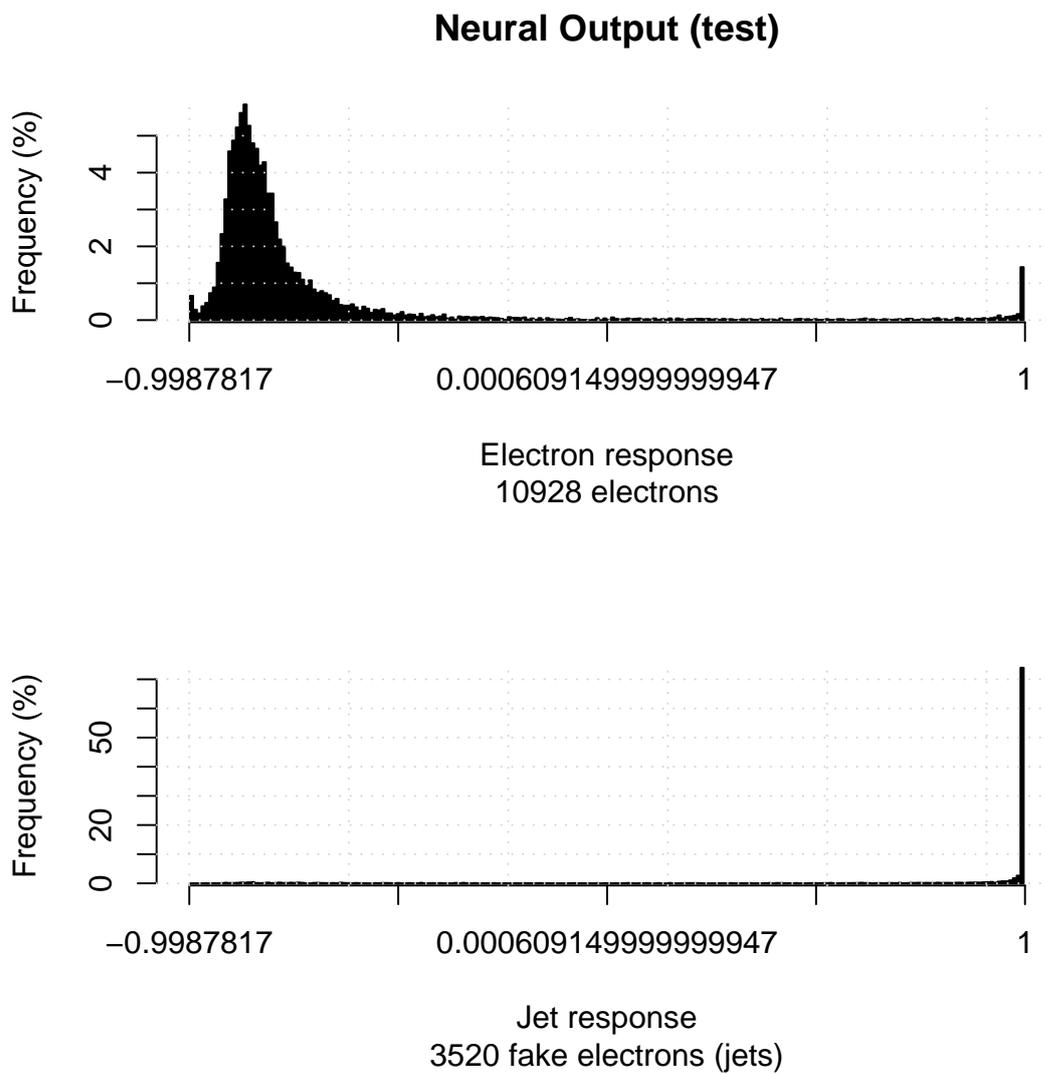 Neural Output (test)
Frequency (%)
4
2
0
−0.9987817 0.000609149999999947 1
Electron response
10928 electrons
Frequency (%)
50
20
0
−0.9987817 0.000609149999999947 1
Jet response
3520 fake electrons (jets)